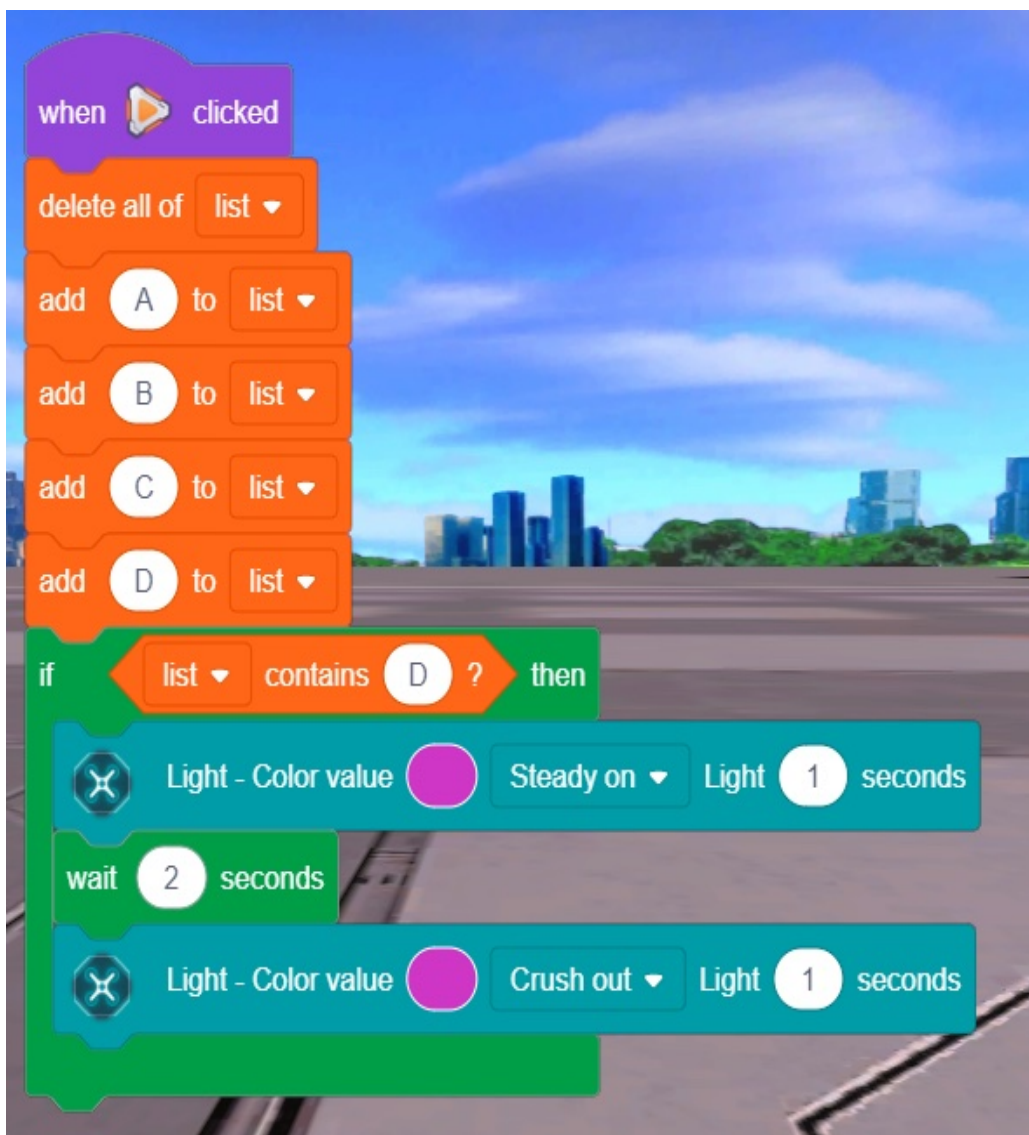 when clicked
delete all of list
add A to list
add B to list
add C to list
add D to list
if list contains D ? then
Light - Color value Steady on Light 1 seconds
wait 2 seconds
Light - Color value Crush out Light 1 seconds